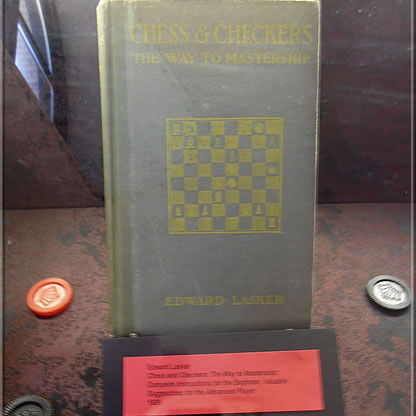 CHESS & CHECKERS
THE WAY TO MASTERSHIP
EDWARD LASKER
Edward Lasker
Chess and Checkers: The Way to Mastership:
Complete Instructions for the Beginner, Valuable
Suggestions for the Advanced Player